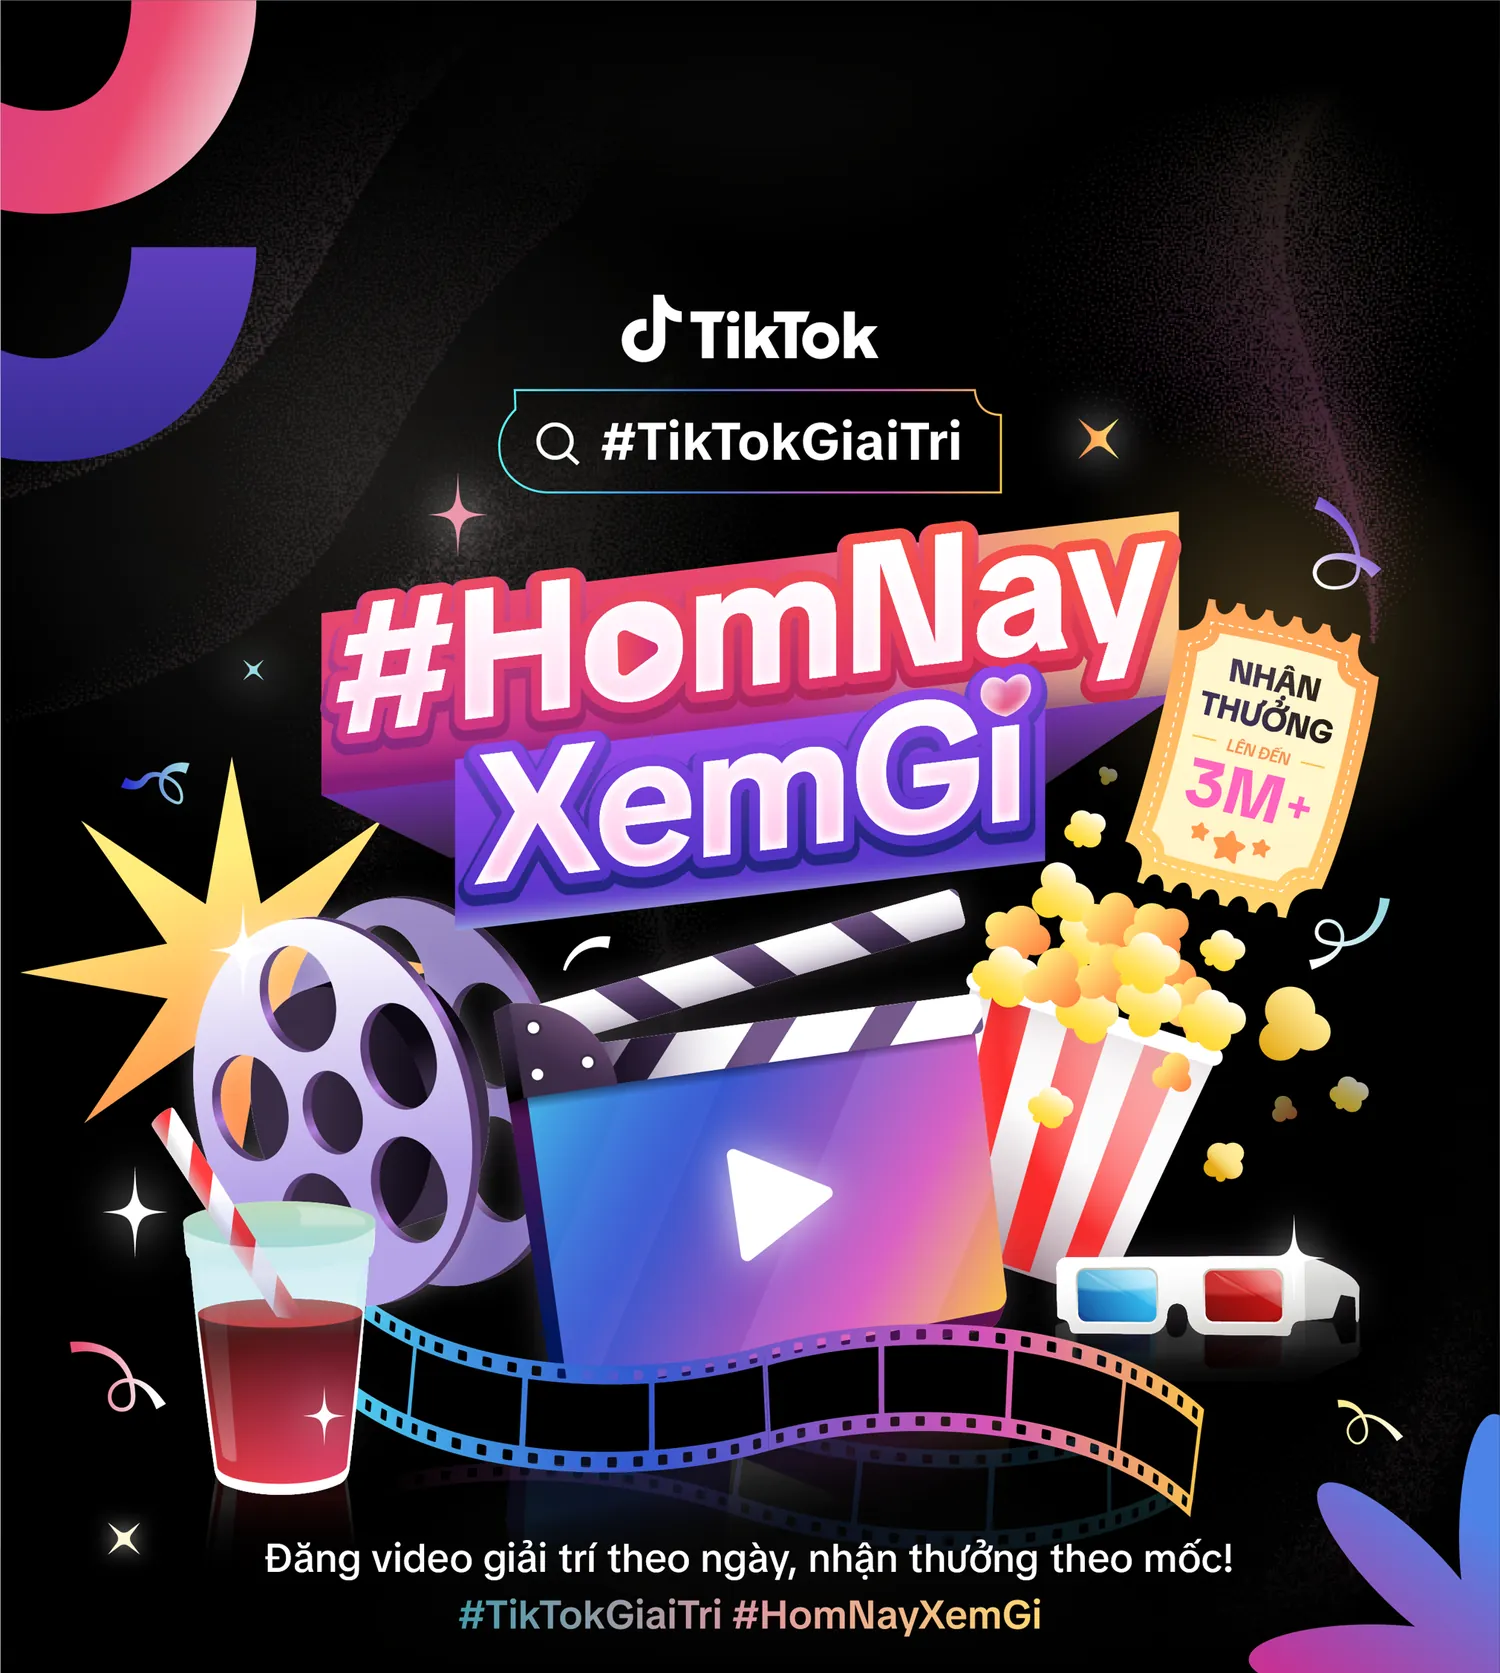 TikTok
#TikTokGiaiTri
#HomNay
XemGi
NHẬN
THƯỞNG
LÊN ĐẾN
3M+
Đăng video giải trí theo ngày, nhận thưởng theo mốc!
#TikTokGiaiTri #HomNayXemGi